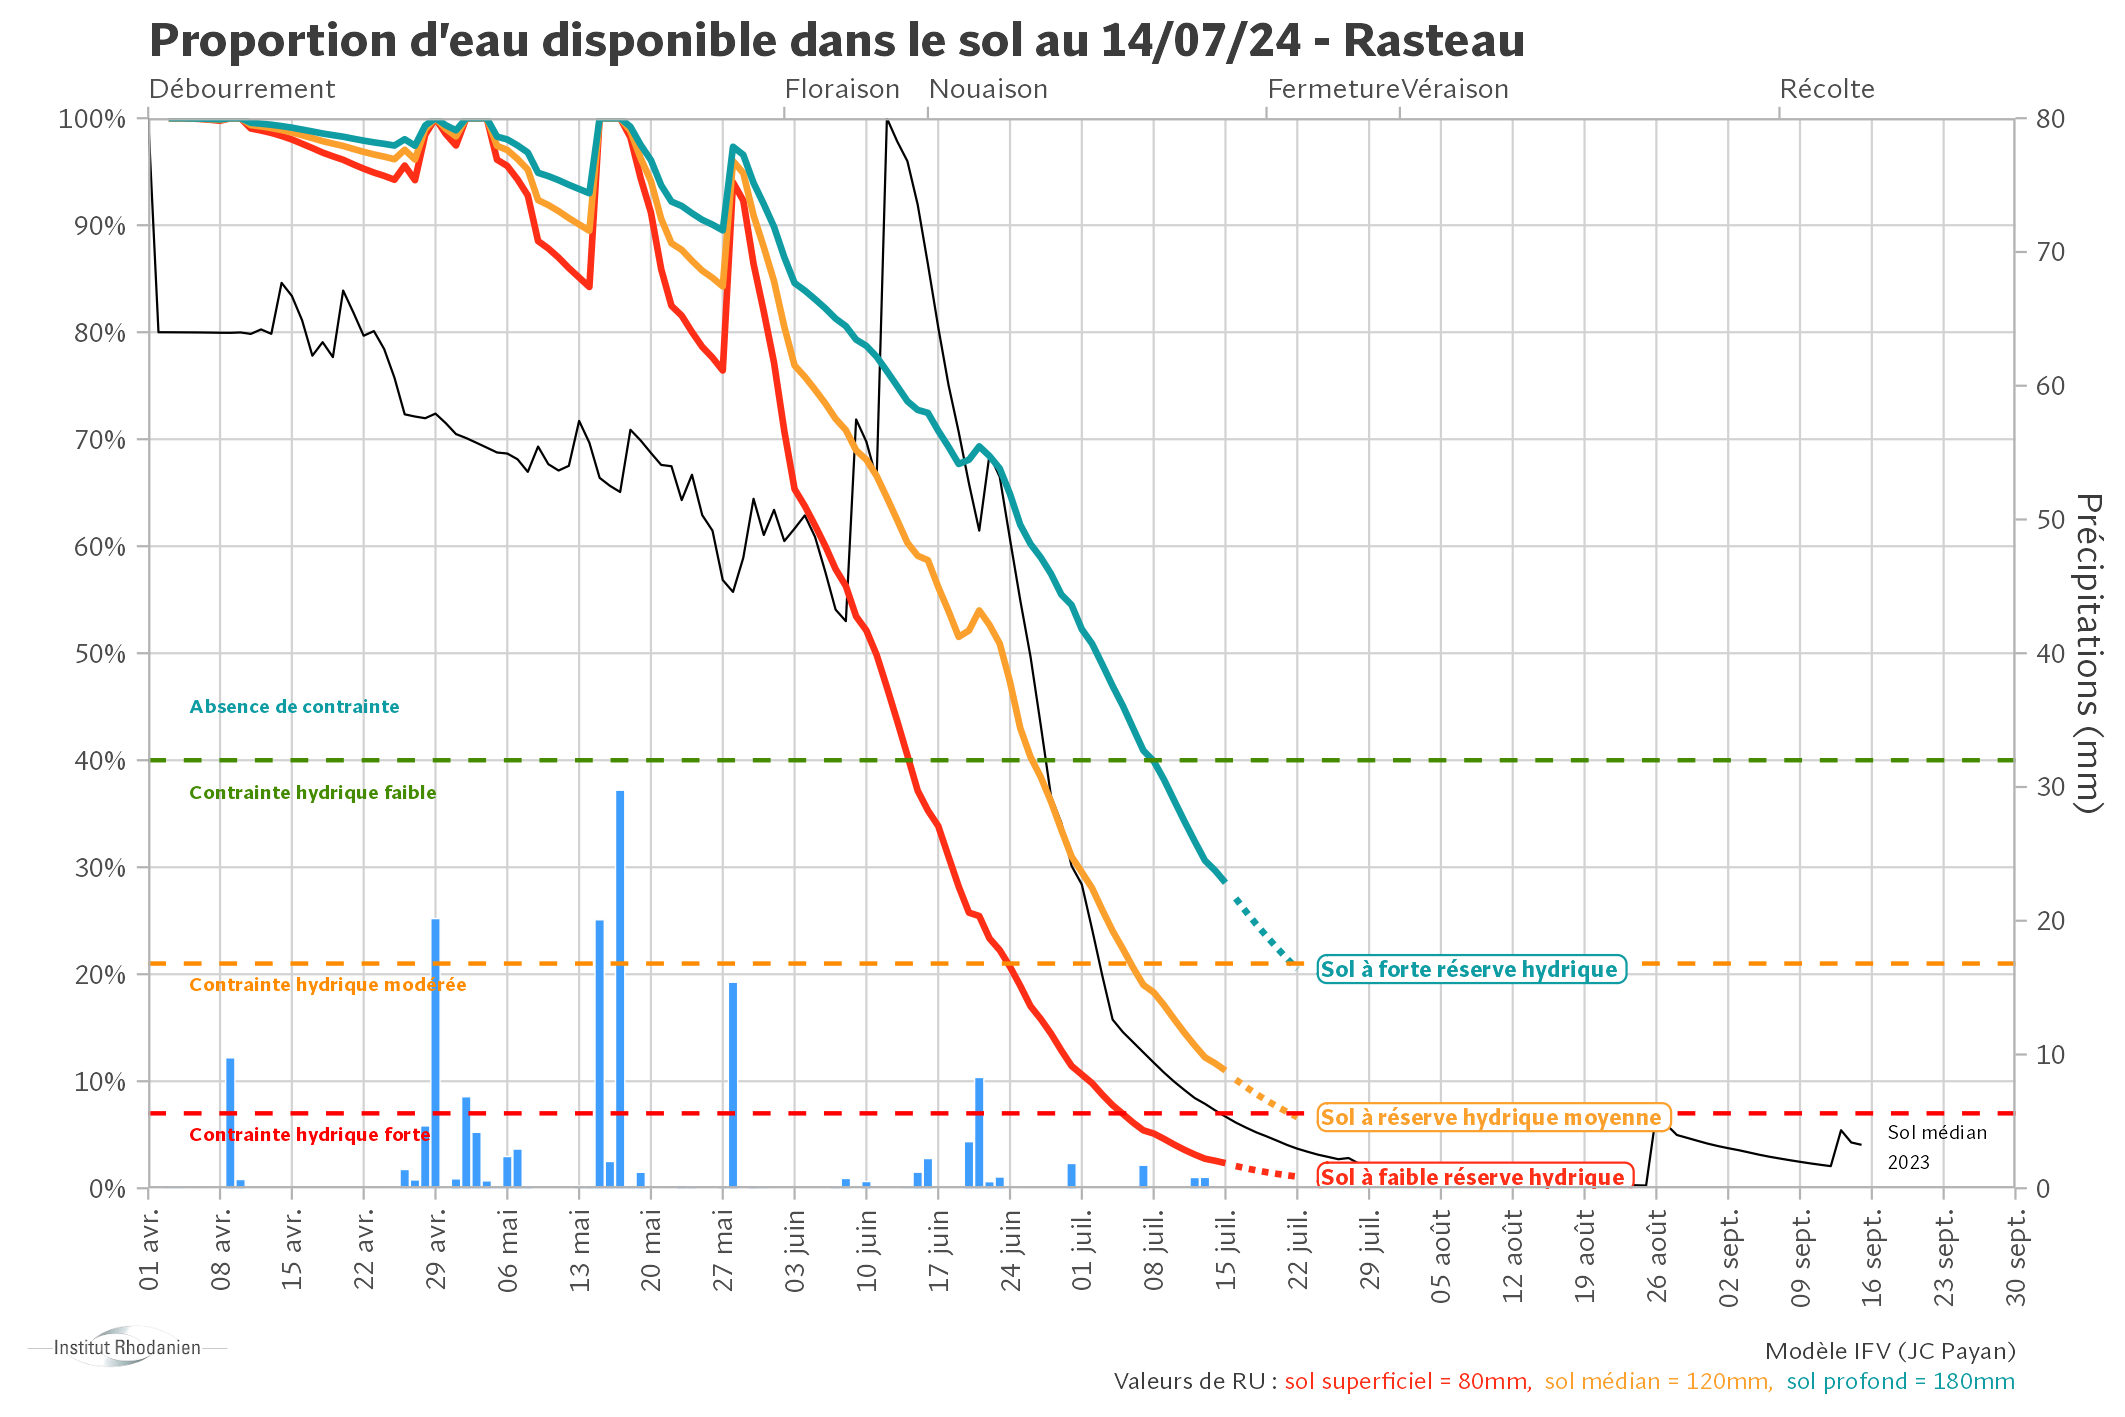 Proportion d'eau disponible dans le sol au 14/07/24 - Rasteau
Débourrement Floraison Nouaison Fermeture Véraison Récolte
100% 80
90% 70
80% 60
70% 50
60% 40
50% 30
40% 20
30% 10
20% 0
10%
0%
Précipitations (mm)
Absence de contrainte
Contrainte hydrique faible
Contrainte hydrique modérée
Contrainte hydrique forte
Sol à forte réserve hydrique
Sol à réserve hydrique moyenne
Sol à faible réserve hydrique
Sol médian
2023
01 avr. 08 avr. 15 avr. 22 avr. 29 avr. 06 mai 13 mai 20 mai 27 mai 03 juin 10 juin 17 juin 24 juin 01 juil. 08 juil. 15 juil. 22 juil. 29 juil. 05 août 12 août 19 août 26 août 02 sept. 09 sept. 16 sept. 23 sept. 30 sept.
Institut Rhodanien
Modèle IFV (JC Payan)
Valeurs de RU : sol superficiel = 80mm, sol médian = 120mm, sol profond = 180mm